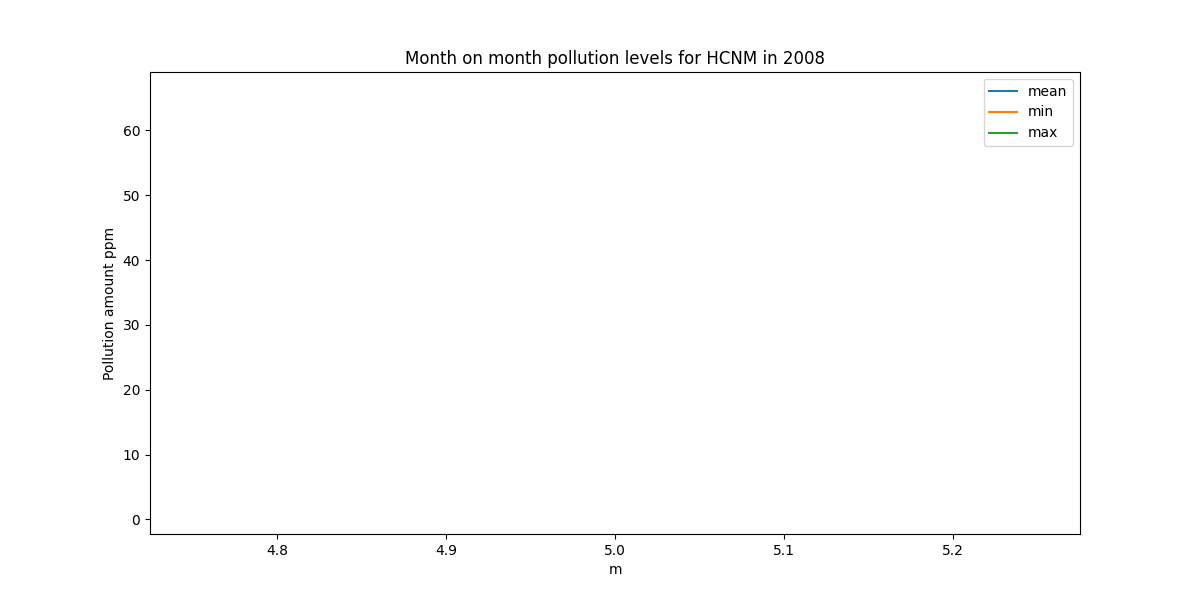 Month on month pollution levels for HCNM in 2008
mean
min
max
Pollution amount ppm
60
50
40
30
20
10
0
4.8
4.9
5.0
5.1
5.2
m